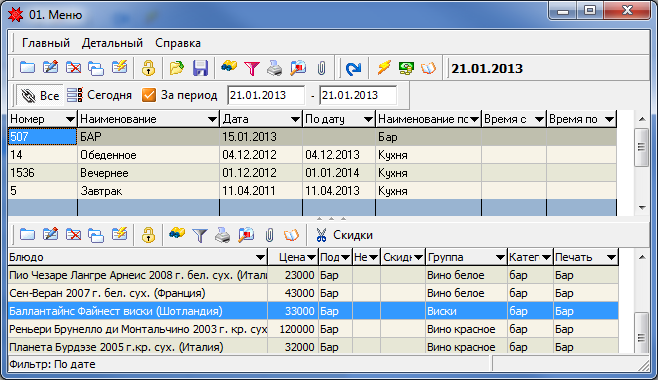 01. Меню
Главный Детальный Справка
21.01.2013
Все Сегодня За период 21.01.2013 - 21.01.2013
Номер Наименование Дата По дату Наименование по Время с Время по
507 БАР 15.01.2013 Бар
14 Обеденное 04.12.2012 04.12.2013 Кухня
1536 Вечернее 01.12.2012 01.01.2014 Кухня
5 Завтрак 11.04.2011 11.04.2013 Кухня
Скидки
Блюдо Цена Под Не Скид Группа Катег Печать
Пио Чезаре Лангре Арнеис 2008 г. бел. сух. (Итали 23000 Бар Вино белое бар Бар
Сен-Веран 2007 г. бел. сух. (Франция) 43000 Бар Вино белое бар Бар
Баллантайнс Файнест виски (Шотландия) 33000 Бар Виски бар Бар
Реньери Брунелло ди Монтальчино 2003 г. кр. сух 120000 Бар Вино красное бар Бар
Планета Бурдэзе 2005 г. кр. сух. (Италия) 32000 Бар Вино красное бар Бар
Фильтр: По дате